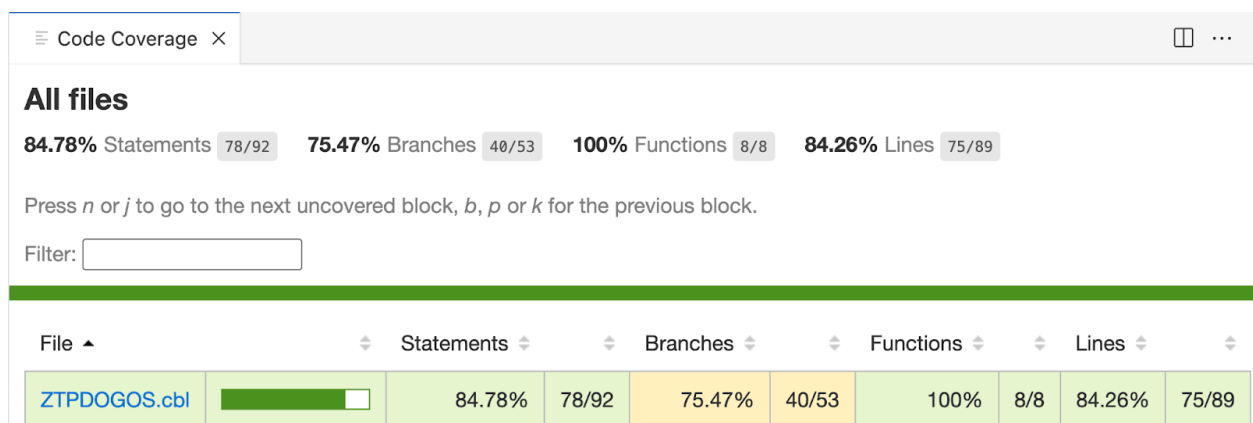 Code Coverage
All files
84.78% Statements 78/92 75.47% Branches 40/53 100% Functions 8/8 84.26% Lines 75/89
Press n or j to go to the next uncovered block, b, p or k for the previous block.
Filter:
File Statements Branches Functions Lines
ZTPDOGOS.cbl 84.78% 78/92 75.47% 40/53 100% 8/8 84.26% 75/89